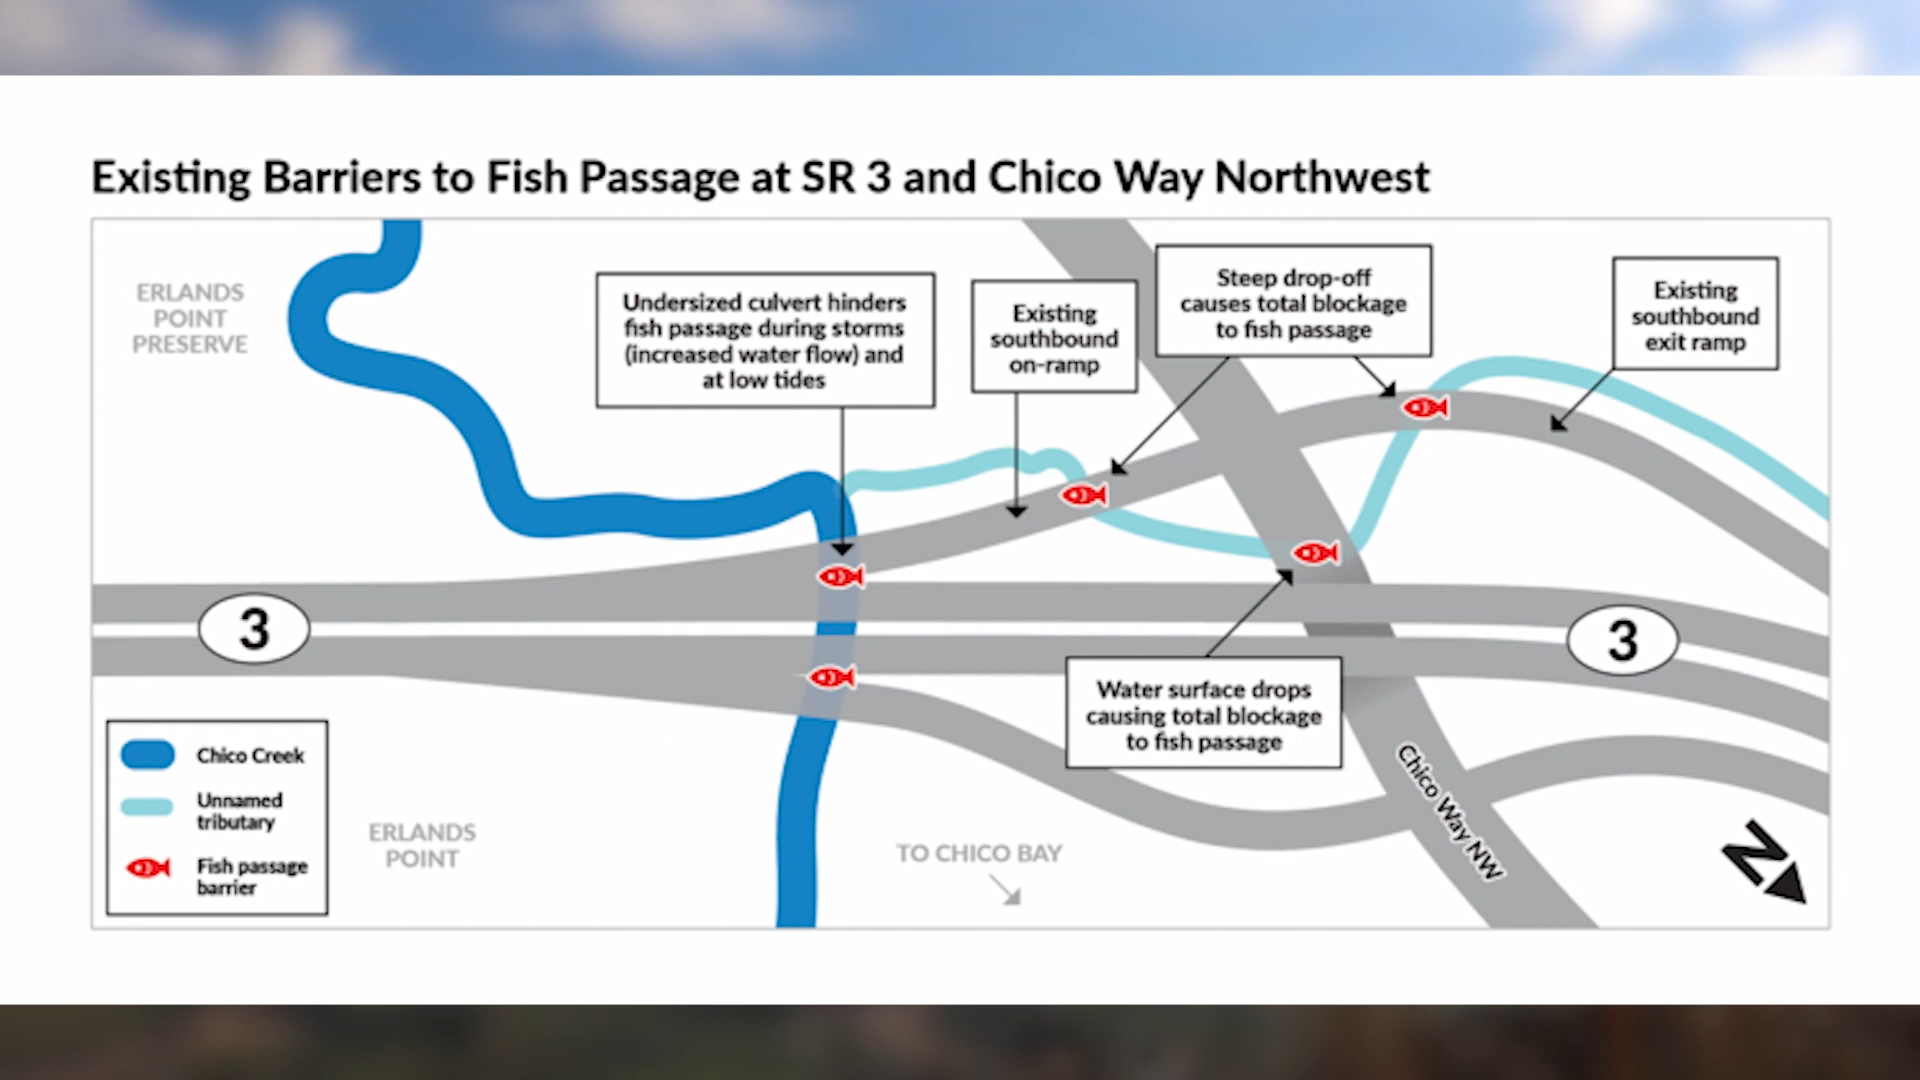 Existing Barriers to Fish Passage at SR 3 and Chico Way Northwest
ERLANDS
POINT
PRESERVE
Undersized culvert hinders
fish passage during storms
(increased water flow) and
at low tides
Existing
southbound
on-ramp
Steep drop-off
causes total blockage
to fish passage
Existing
southbound
exit ramp
3
3
Water surface drops
causing total blockage
to fish passage
Chico Way NW
Chico Creek
Unnamed
tributary
Fish passage
barrier
ERLANDS
POINT
TO CHICO BAY
N